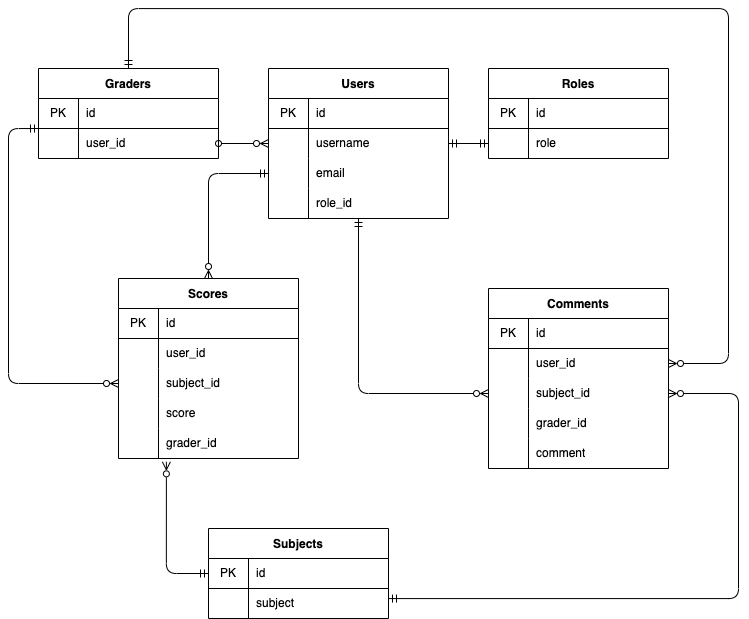 Graders
PK id
user_id
Users
PK id
username
email
role_id
Roles
PK id
role
Scores
PK id
user_id
subject_id
score
grader_id
Comments
PK id
user_id
subject_id
grader_id
comment
Subjects
PK id
subject